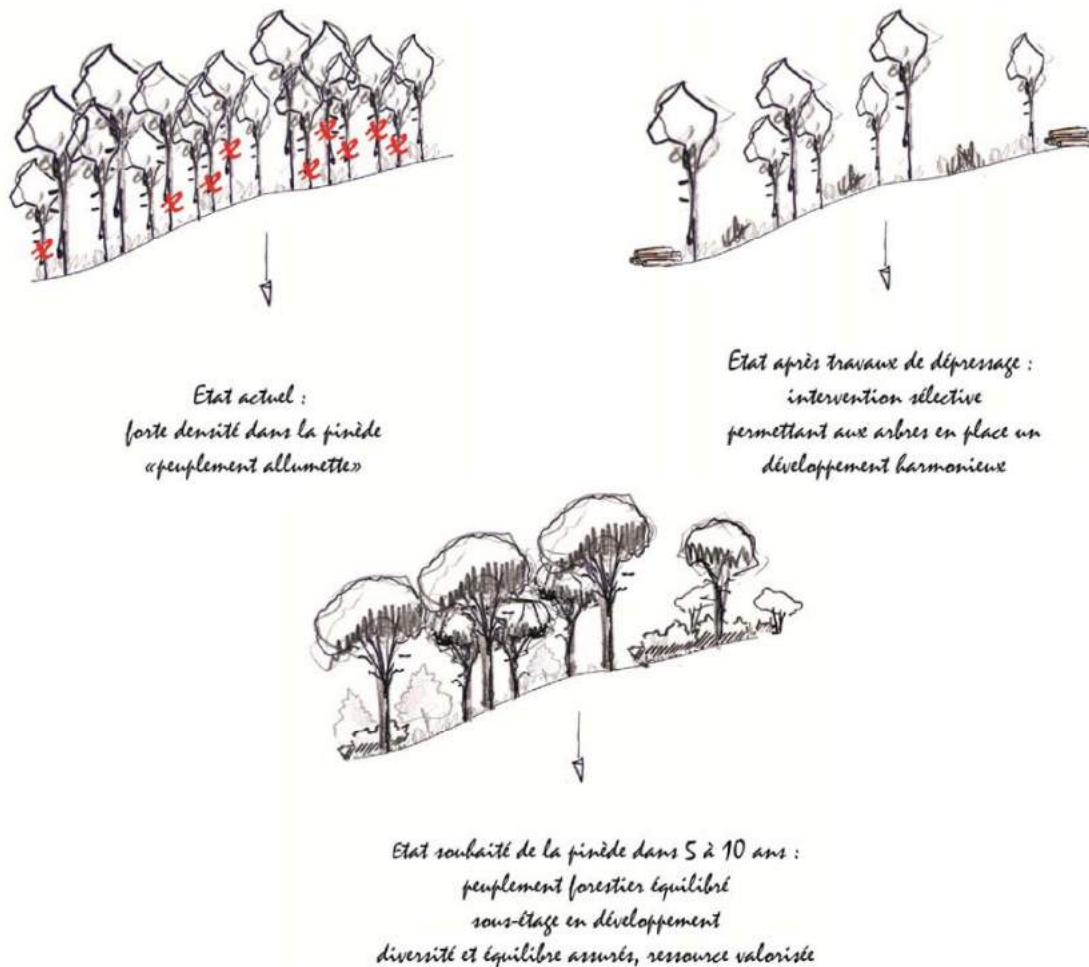 Etat actuel :
forte densité dans la pinède
«peuplement allumette»
Etat après travaux de dépressage :
intervention sélective
permettant aux arbres en place un
développement harmonieux
Etat souhaité de la pinède dans 5 à 10 ans :
peuplement forestier équilibré
sous-étage en développement
diversité et équilibre assurés, ressource valorisée